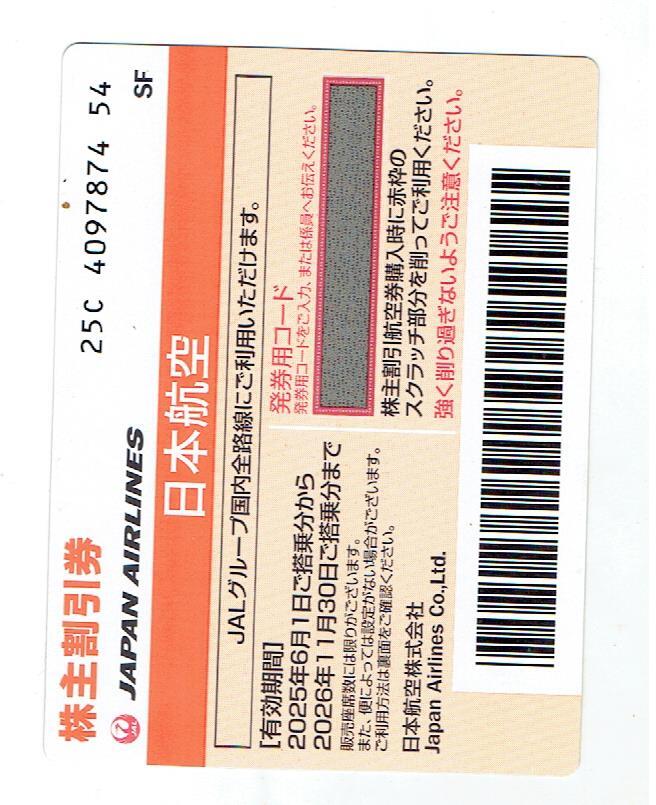 株主割引券
25C 4097874 54
JAL JAPAN AIRLINES
SF
日本航空
JALグループ国内全路線にご利用いただけます。
[有効期間]
2025年6月1日ご搭乗分から
2026年11月30日ご搭乗分まで
販売座席数には限りがございます。
また、便によっては設定がない場合がございます。
ご利用方法は裏面をご確認ください。
日本航空株式会社
Japan Airlines Co.,Ltd.
発券用コード
発券用コードをご入力、または係員へお伝えください。
株主割引航空券購入時に赤枠の
スクラッチ部分を削ってご利用ください。
強く削り過ぎないようご注意ください。